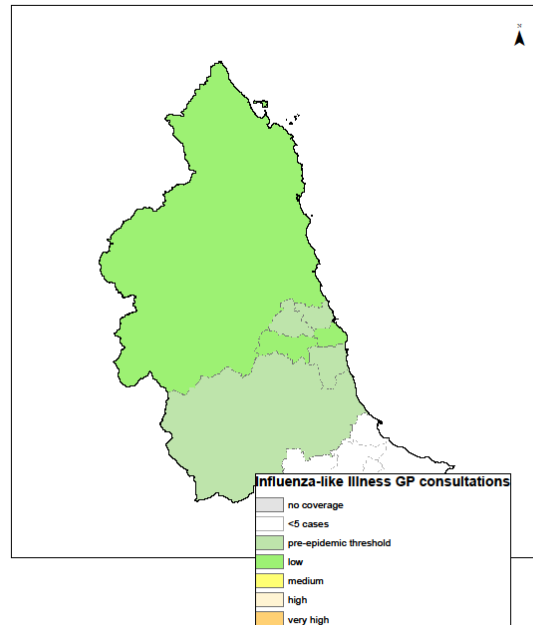 N
Influenza-like Illness GP consultations
no coverage
<5 cases
pre-epidemic threshold
low
medium
high
very high